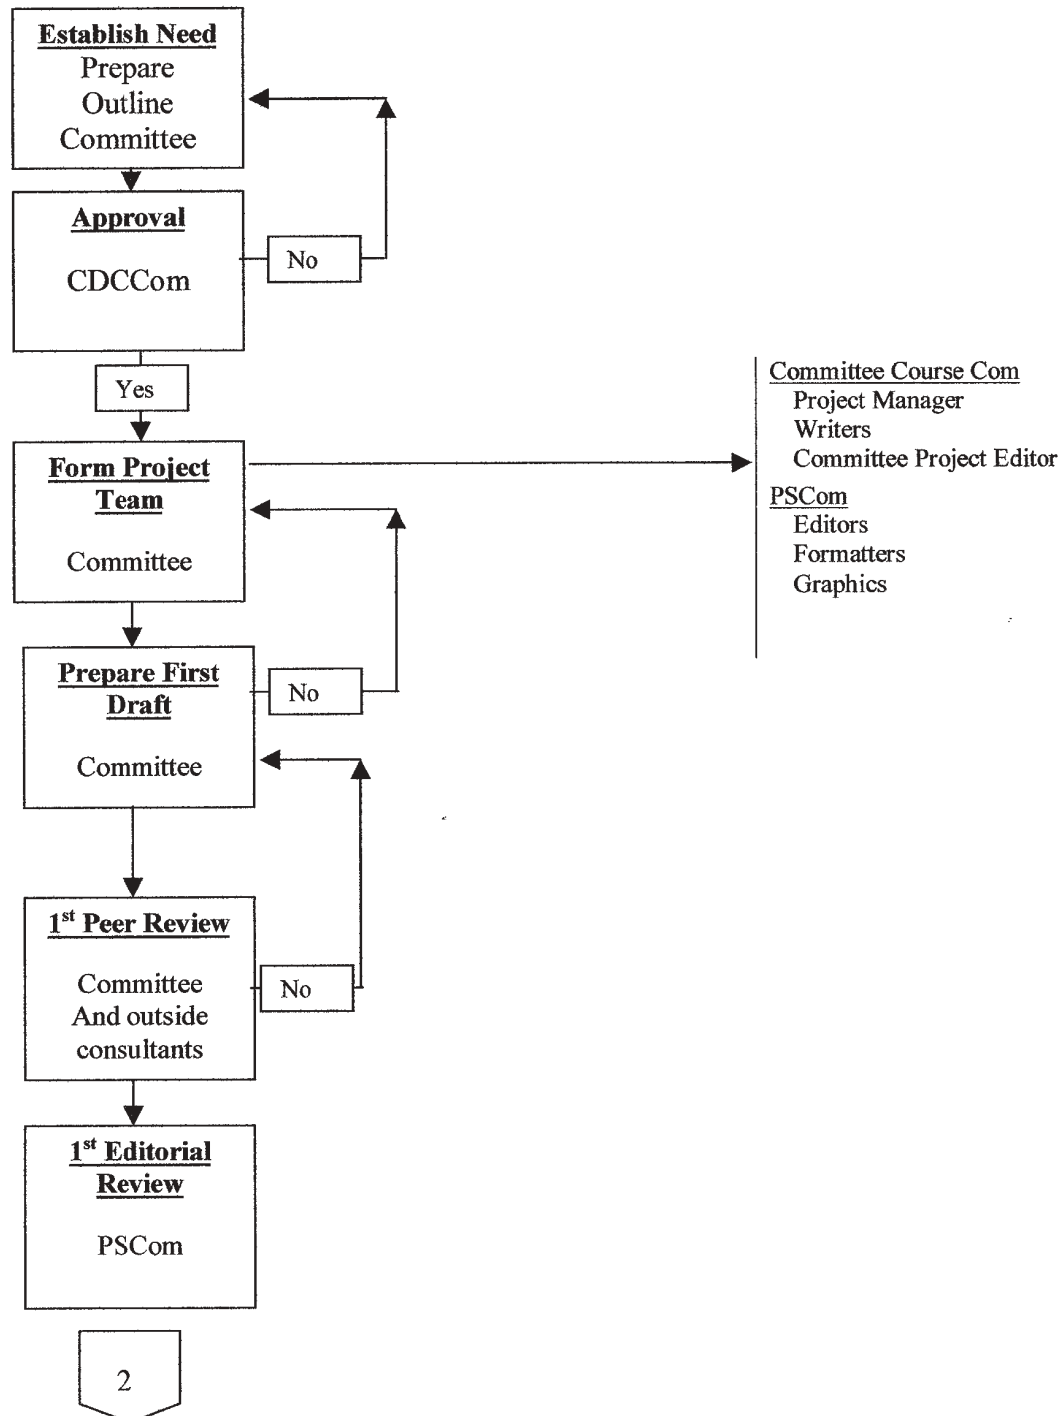 Establish Need
Prepare
Outline
Committee
Approval
CDCCom
No
Yes
Form Project
Team
Committee
Committee Course Com
Project Manager
Writers
Committee Project Editor
PSCom
Editors
Formatters
Graphics
Prepare First
Draft
Committee
No
1st Peer Review
Committee
And outside
consultants
No
1st Editorial
Review
PSCom
2